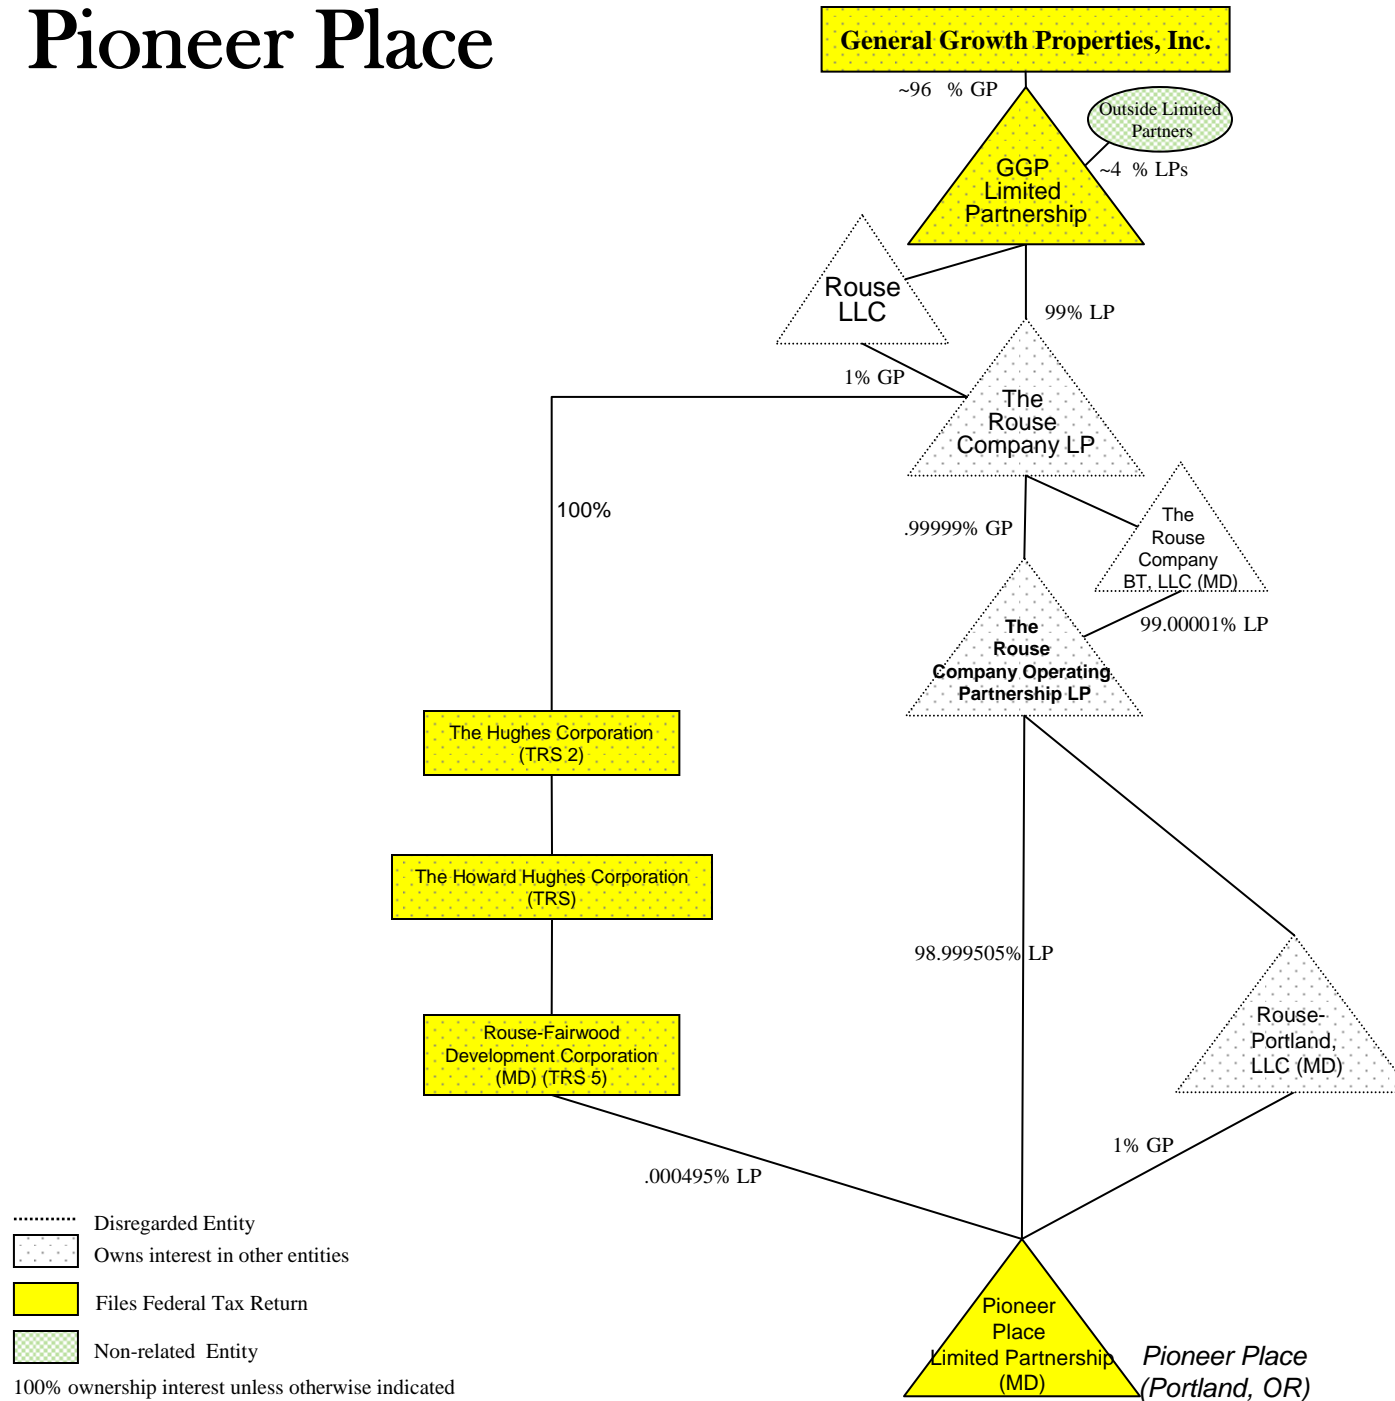 Pioneer Place
General Growth Properties, Inc.
~96 % GP
Outside Limited
Partners
~4 % LPs
GGP
Limited
Partnership
Rouse
LLC
99% LP
1% GP
The
Rouse
Company LP
100%
.99999% GP
The
Rouse
Company
BT, LLC (MD)
99.00001% LP
The
Rouse
Company Operating
Partnership LP
The Hughes Corporation
(TRS 2)
The Howard Hughes Corporation
(TRS)
98.999505% LP
Rouse-Fairwood
Development Corporation
(MD) (TRS 5)
Rouse-
Portland,
LLC (MD)
1% GP
.000495% LP
Disregarded Entity
Owns interest in other entities
Files Federal Tax Return
Non-related Entity
100% ownership interest unless otherwise indicated
Pioneer
Place
Limited Partnership
(MD)
Pioneer Place
(Portland, OR)